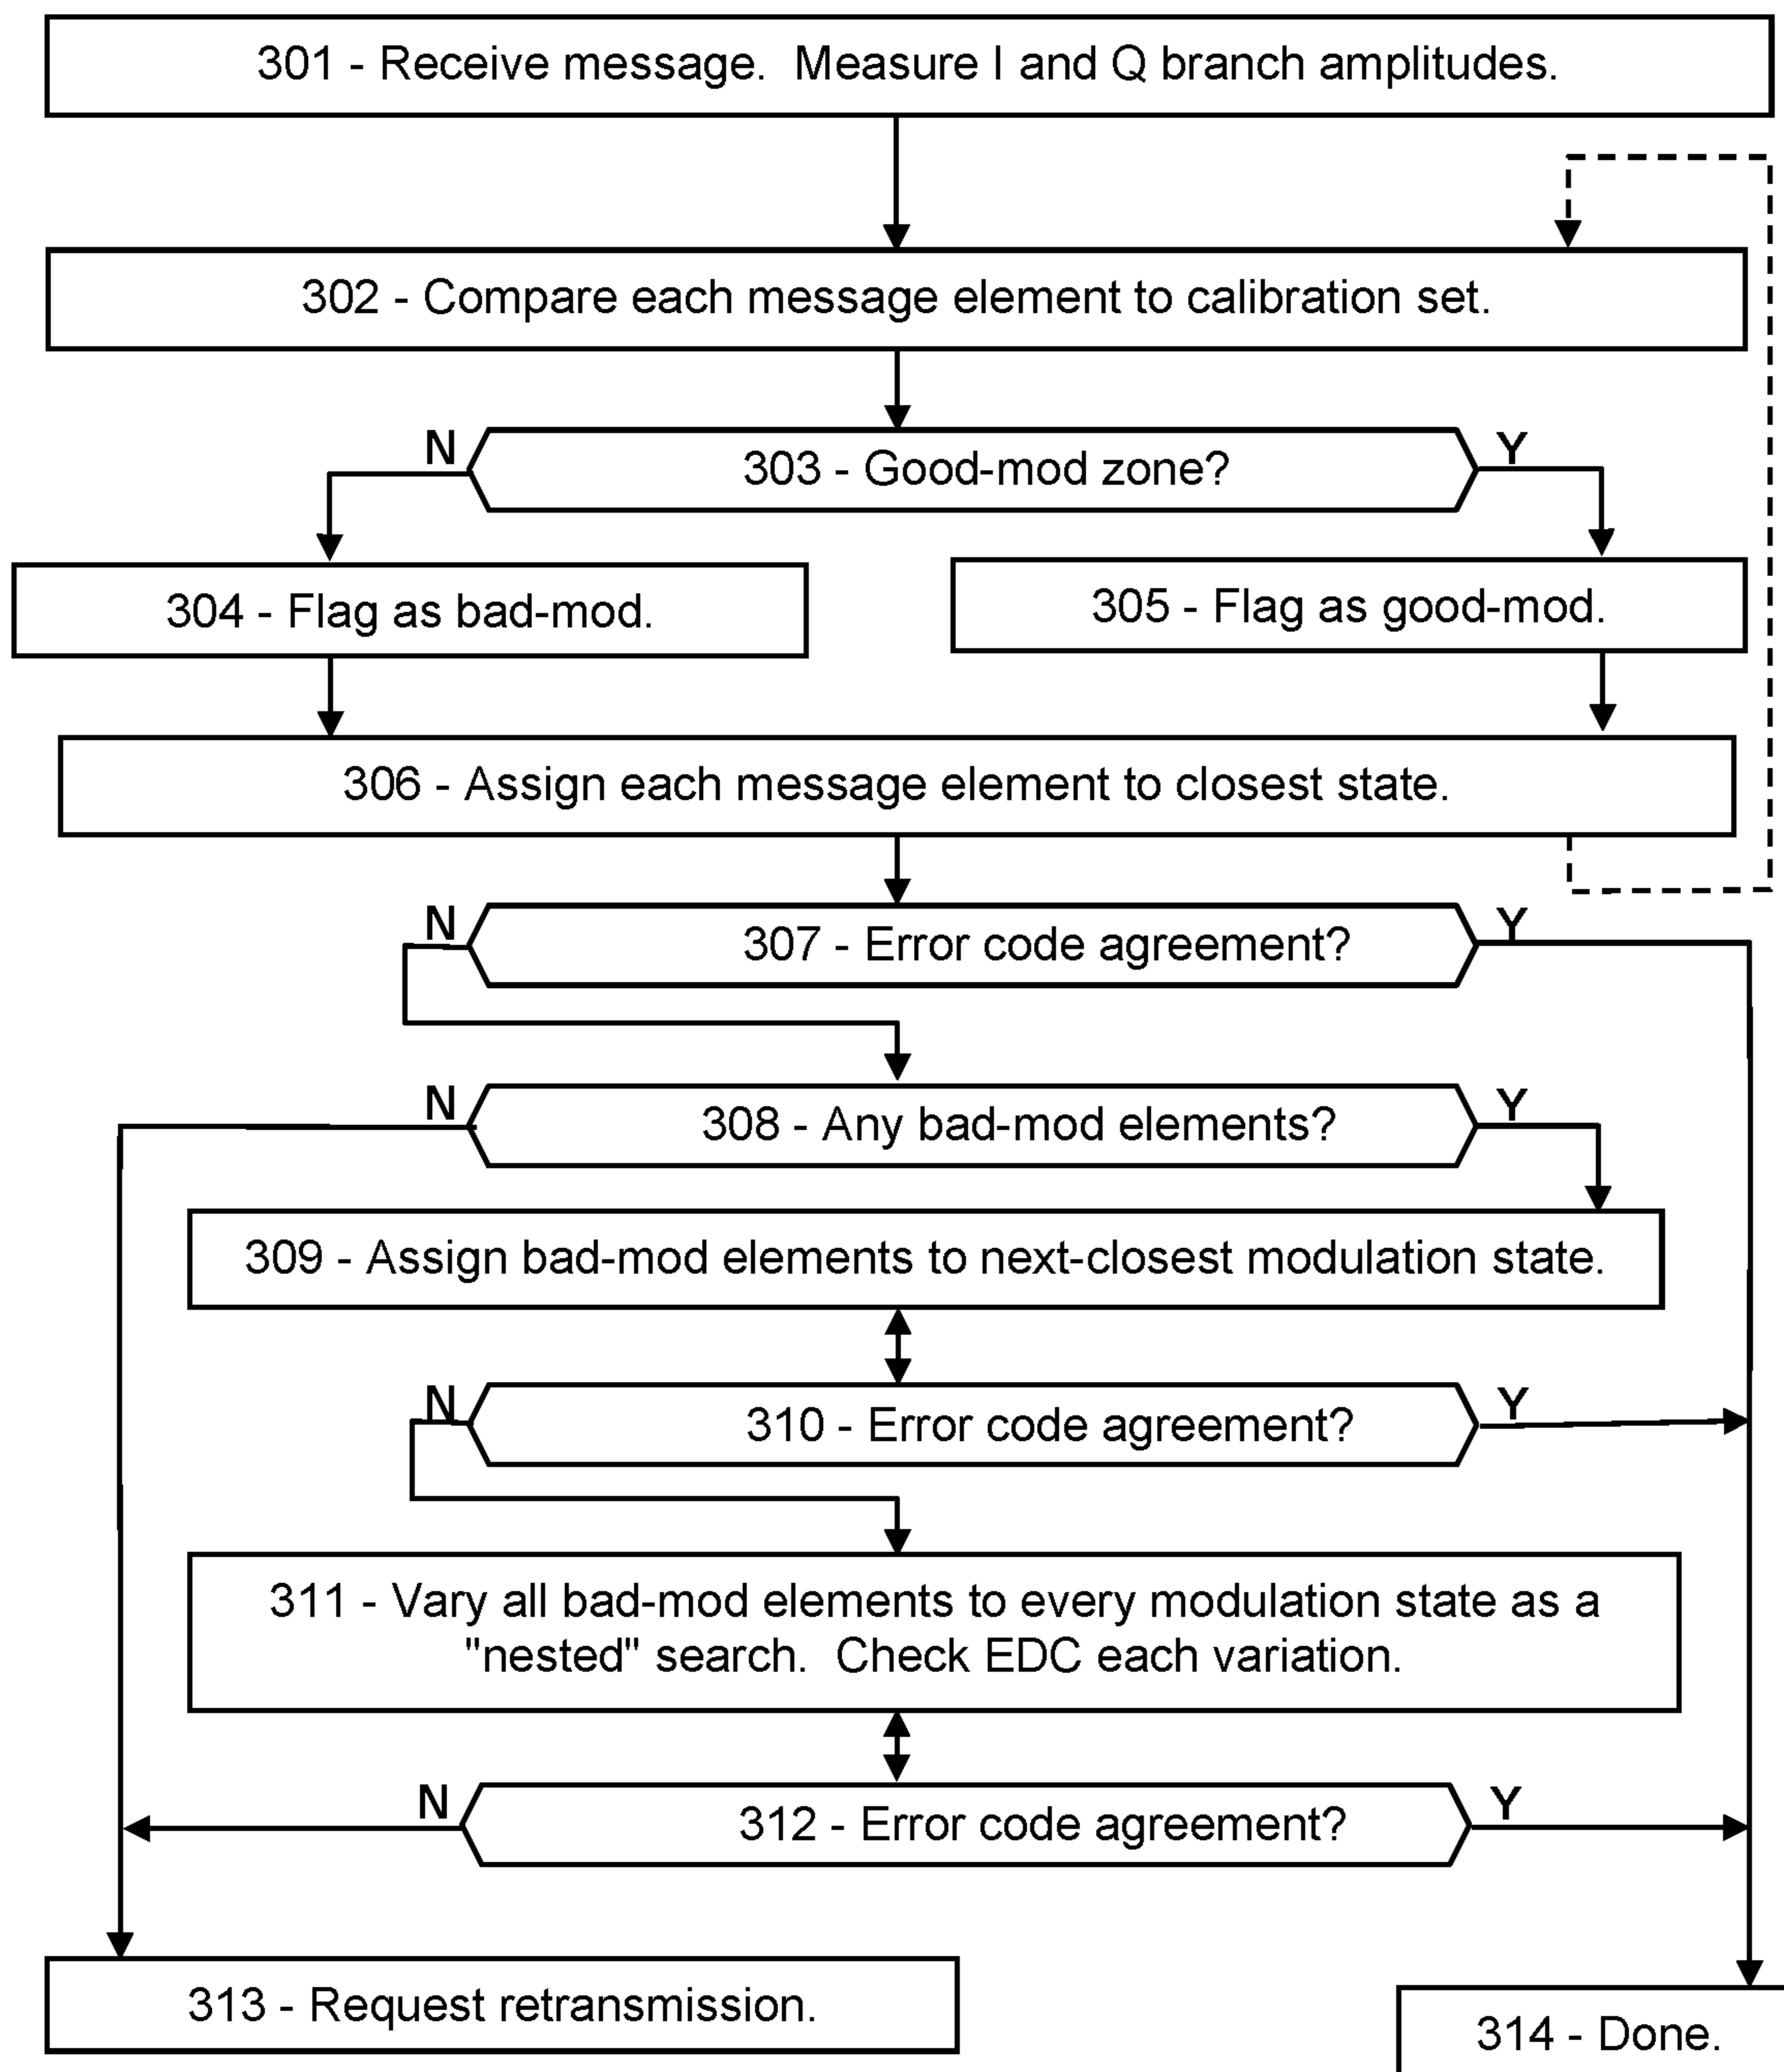 301 - Receive message.  Measure I and Q branch amplitudes.
302 - Compare each message element to calibration set.
N
303 - Good-mod zone?
Y
304 - Flag as bad-mod.
305 - Flag as good-mod.
306 - Assign each message element to closest state.
N
307 - Error code agreement?
Y
N
308 - Any bad-mod elements?
Y
309 - Assign bad-mod elements to next-closest modulation state.
N
310 - Error code agreement?
Y
311 - Vary all bad-mod elements to every modulation state as a
"nested" search.  Check EDC each variation.
N
312 - Error code agreement?
Y
313 - Request retransmission.
314 - Done.